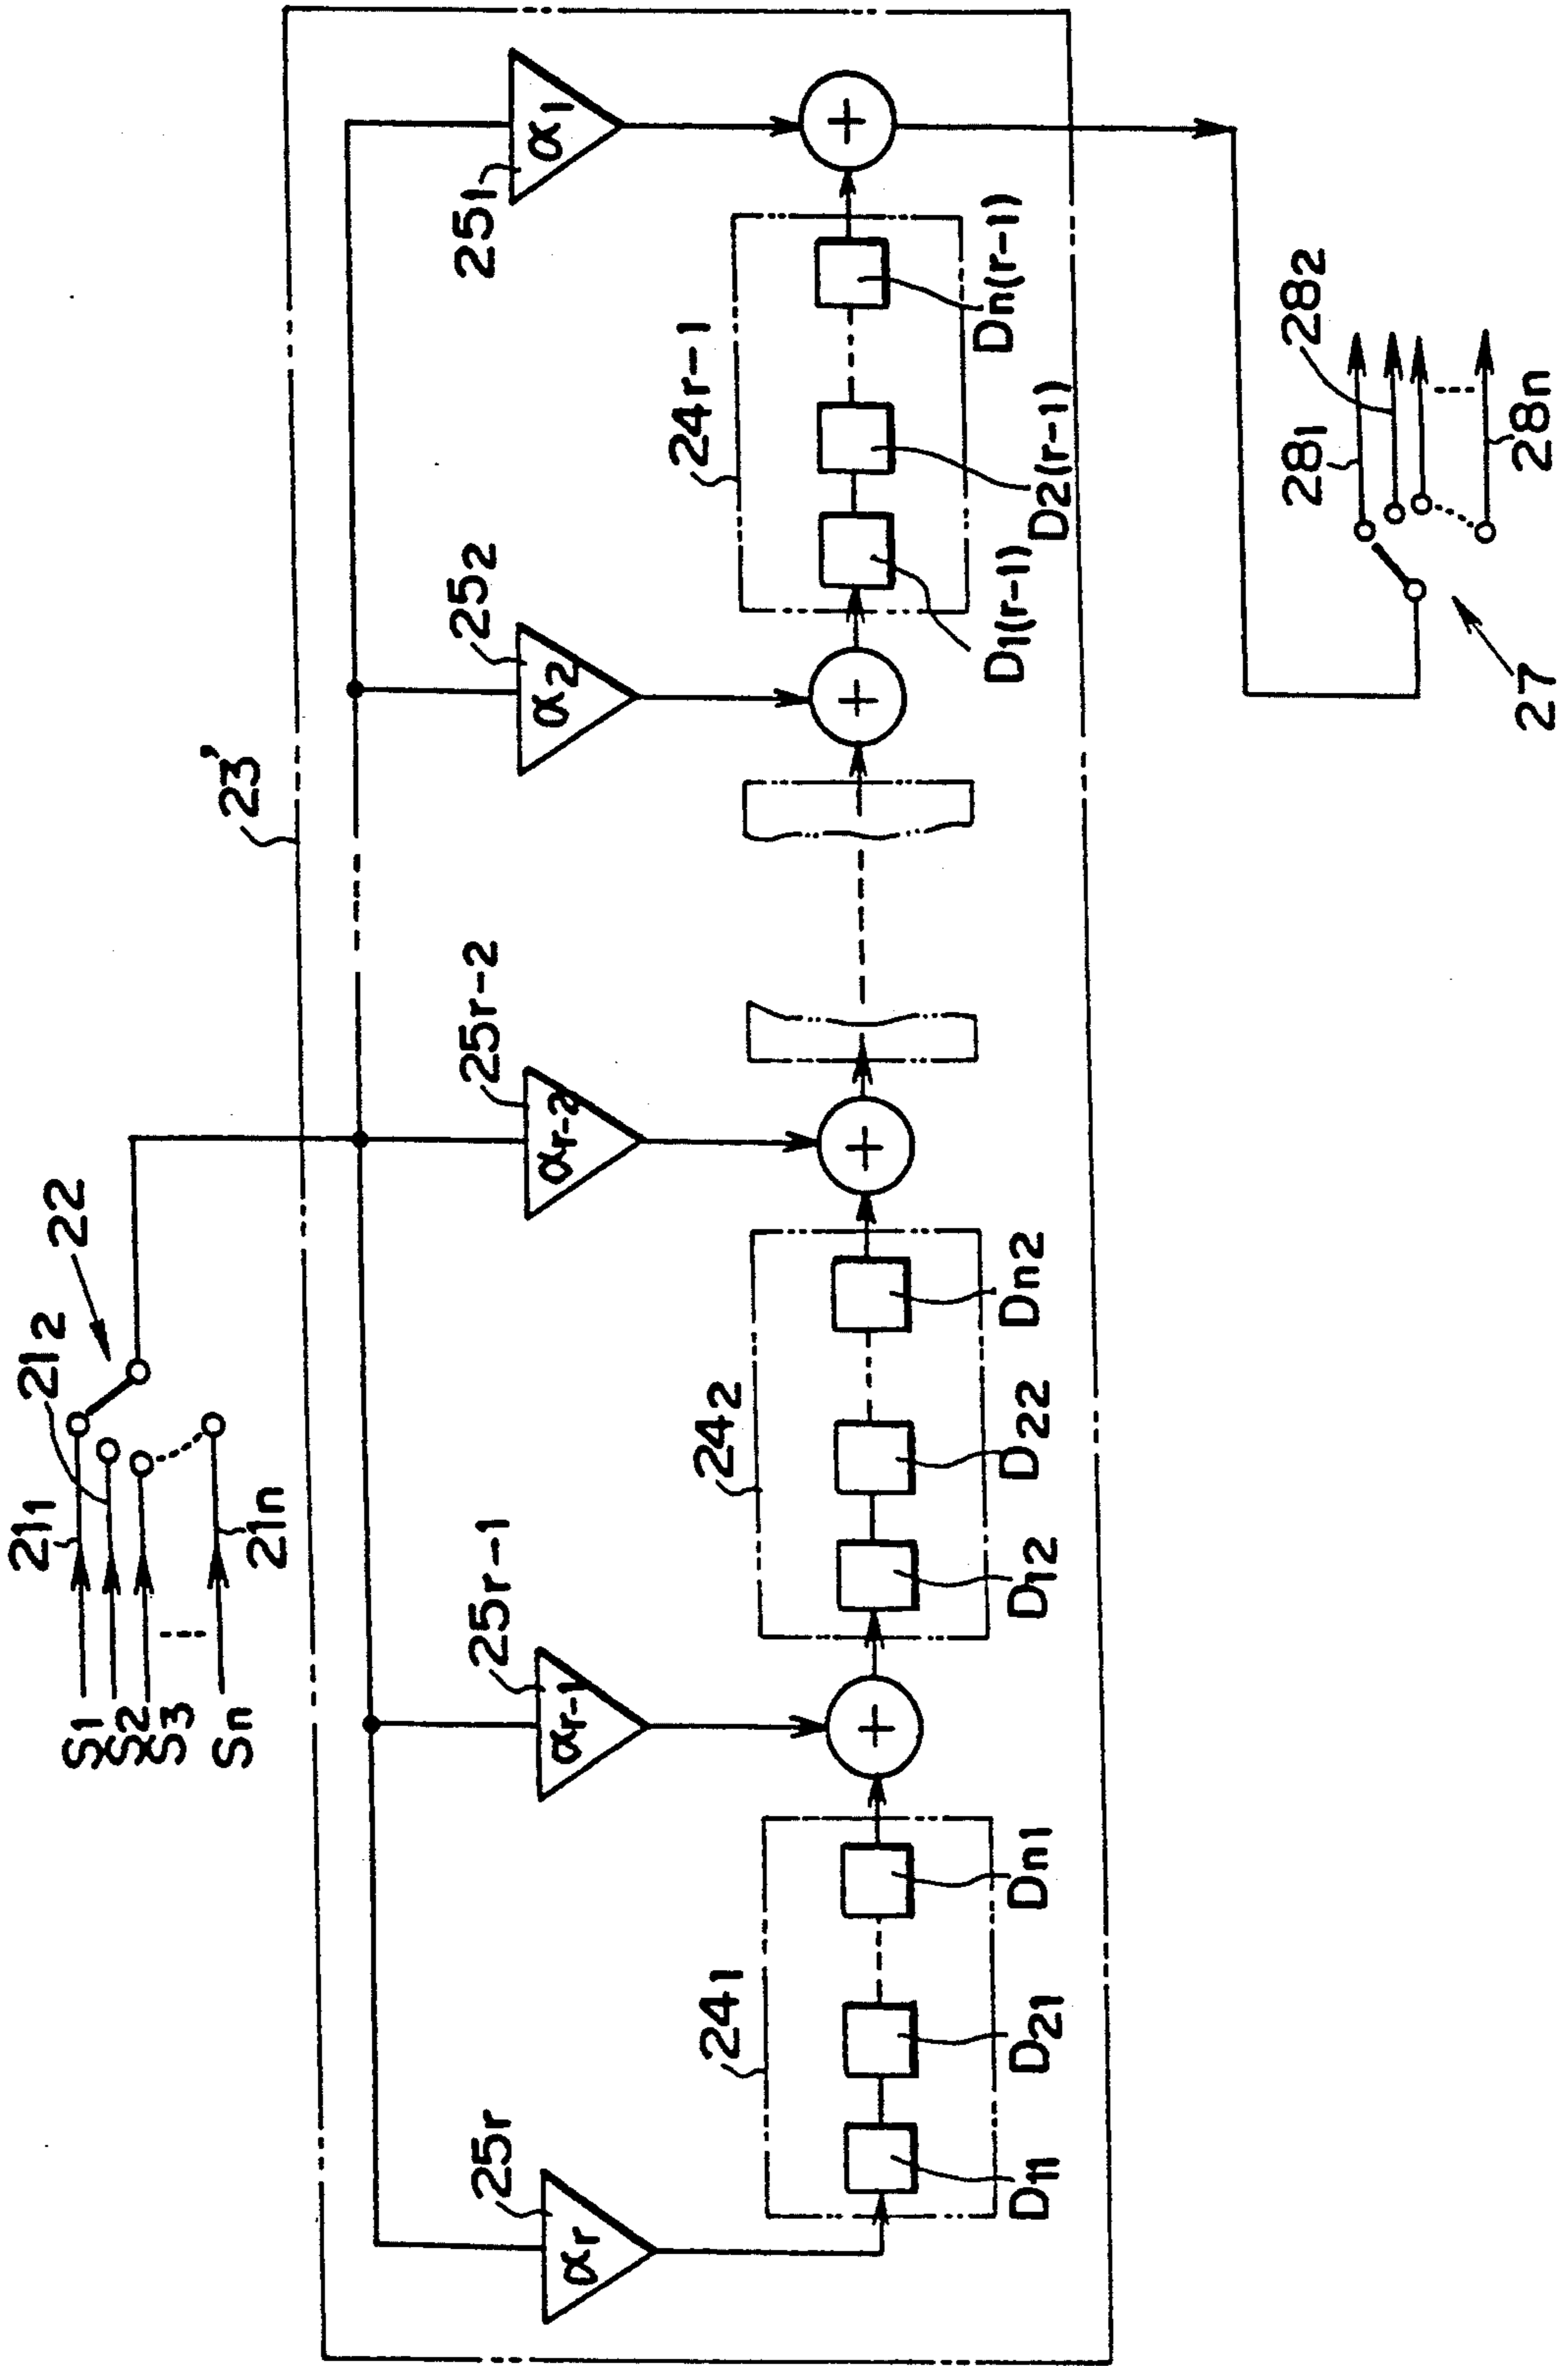 S1
S2
S3
Sn
21₁
21₂
21n
22
23'
25r
αr
25r-1
αr-1
25r-2
αr-2
25₂
α₂
25₁
α₁
24₁
24₂
24r-1
D₁₁
D₂₁
Dn1
D₁₂
D₂₂
Dn2
D1(r-1)
D2(r-1)
Dn(r-1)
+
+
+
+
+
27
28₁
28₂
28n